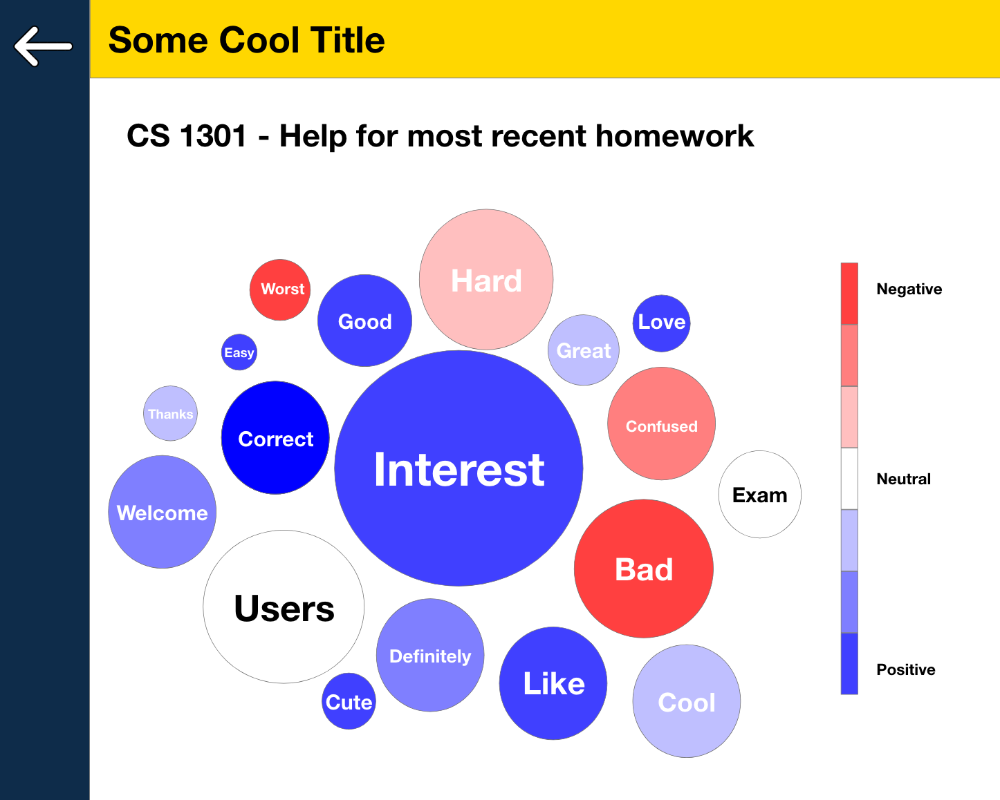 Some Cool Title
CS 1301 - Help for most recent homework
Hard
Worst
Good
Love
Great
Easy
Thanks
Correct
Confused
Interest
Welcome
Exam
Bad
Users
Definitely
Like
Cute
Cool
Negative
Neutral
Positive